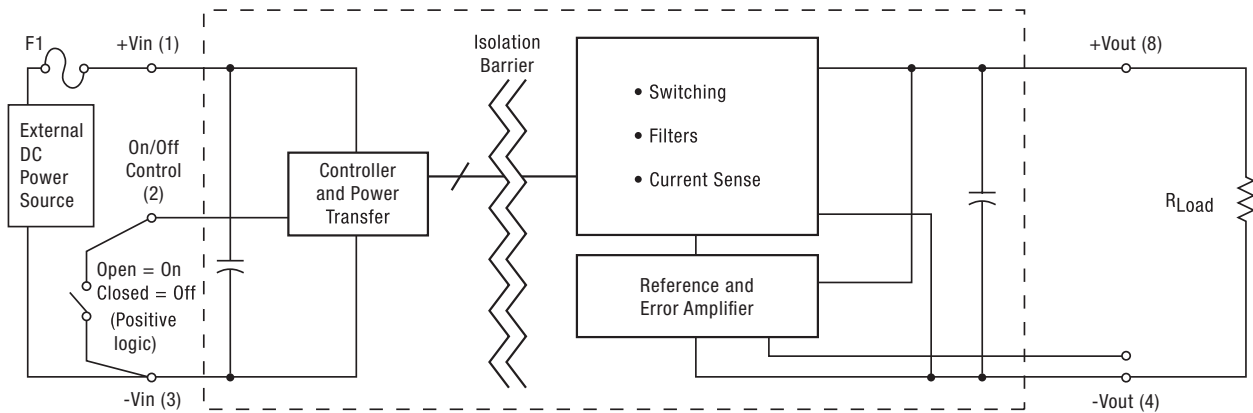 F1
+Vin (1)
External
DC
Power
Source
On/Off
Control
(2)
Open = On
Closed = Off
(Positive
logic)
-Vin (3)
Controller
and Power
Transfer
Isolation
Barrier
• Switching
• Filters
• Current Sense
Reference and
Error Amplifier
+Vout (8)
RLoad
-Vout (4)